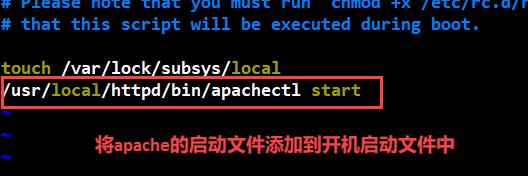 # Please note that you must run 'chmod +x /etc/rc.d/r
# that this script will be executed during boot.
touch /var/lock/subsys/local
/usr/local/httpd/bin/apachectl start
~
~
将apache的启动文件添加到开机启动文件中
~